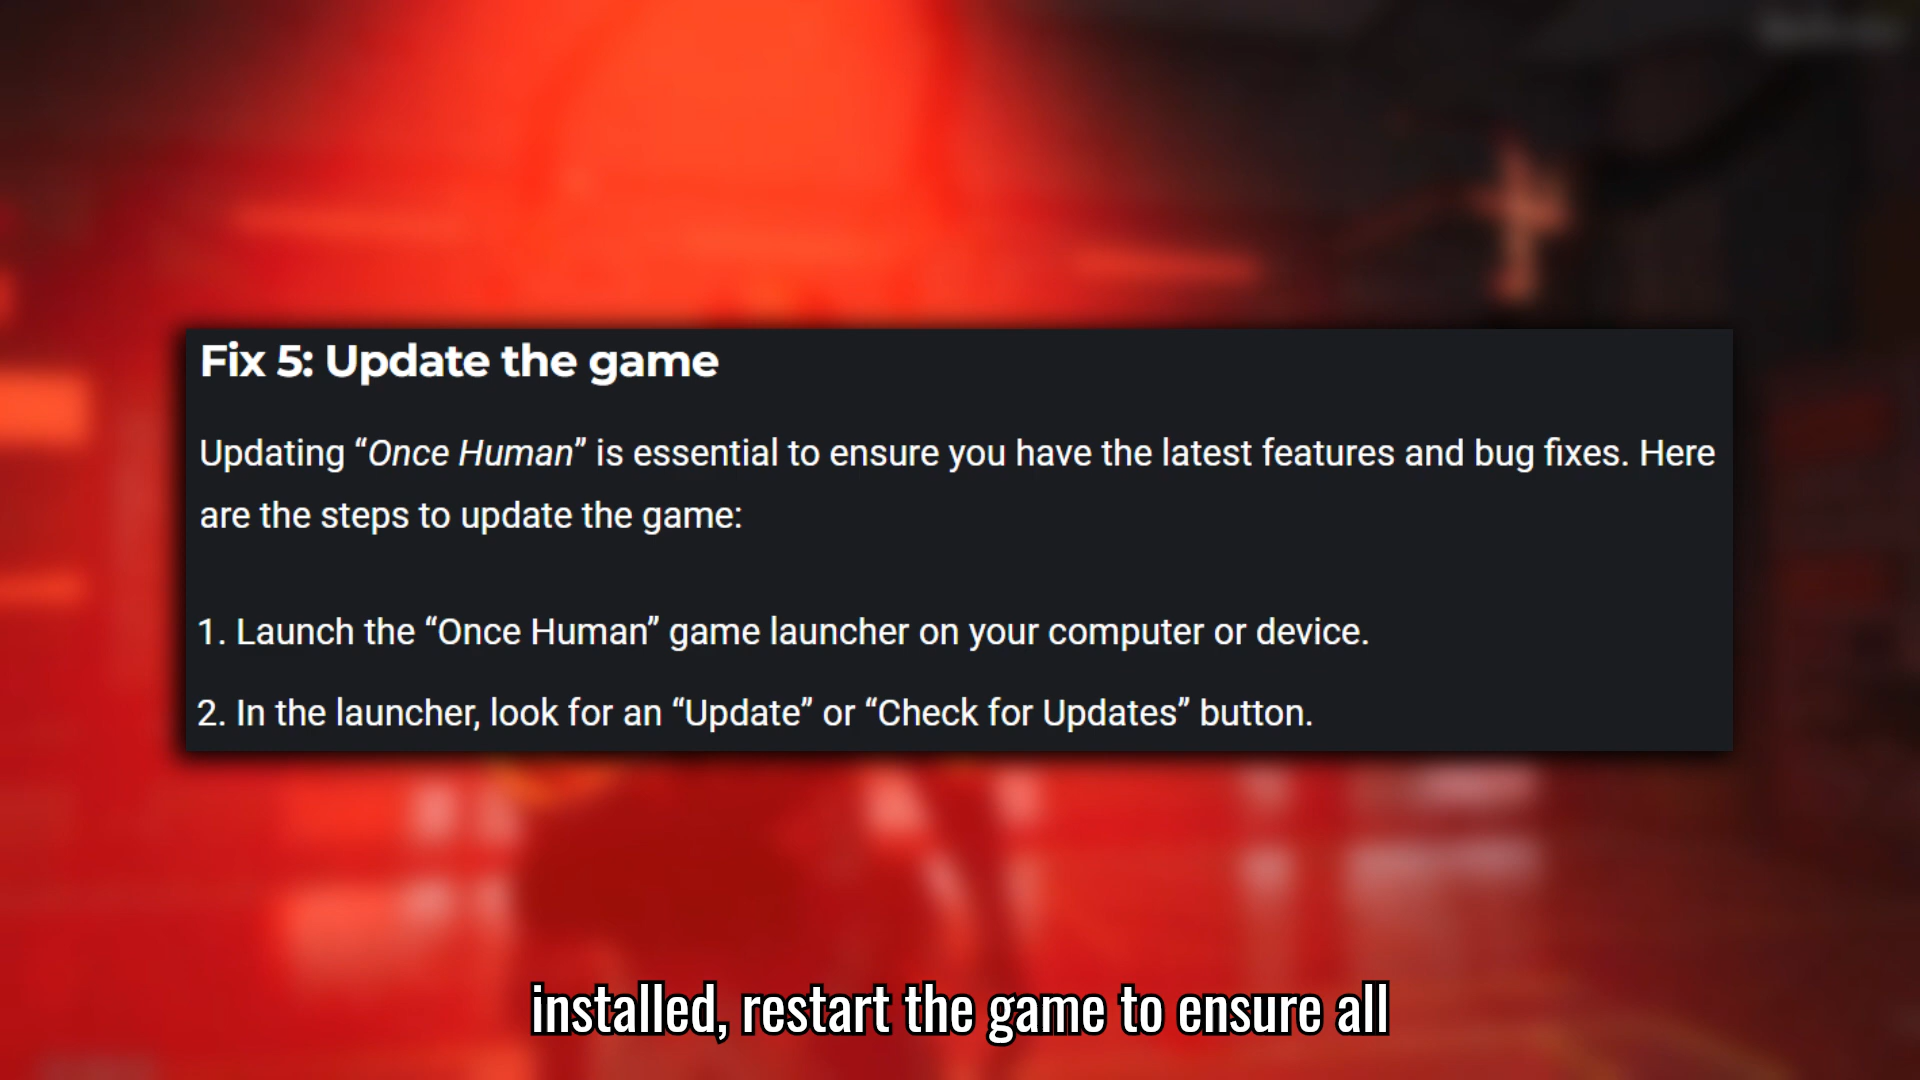 Fix 5: Update the game
Updating “Once Human” is essential to ensure you have the latest features and bug fixes. Here
are the steps to update the game:
1. Launch the “Once Human” game launcher on your computer or device.
2. In the launcher, look for an “Update” or “Check for Updates” button.
installed, restart the game to ensure all